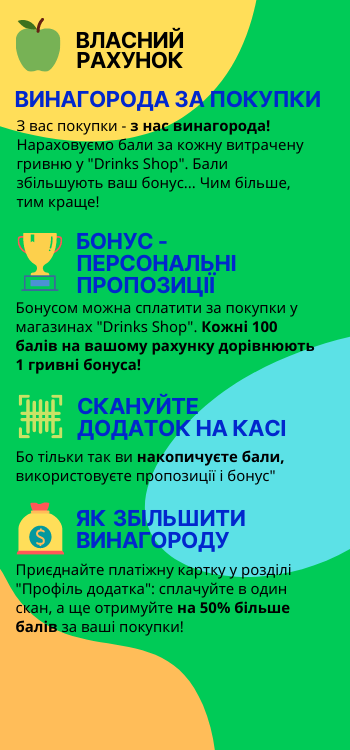 ВЛАСНИЙ
РАХУНОК
ВИНАГОРОДА ЗА ПОКУПКИ
З вас покупки - з нас винагорода!
Нараховуємо бали за кожну витрачену
гривню у "Drinks Shop". Бали
збільшують ваш бонус... Чим більше,
тим краще!
БОНУС -
ПЕРСОНАЛЬНІ
ПРОПОЗИЦІЇ
Бонусом можна сплатити за покупки у
магазинах "Drinks Shop". Кожні 100
балів на вашому рахунку дорівнюють
1 гривні бонуса!
СКАНУЙТЕ
ДОДАТОК НА КАСІ
Бо тільки так ви накопичуєте бали,
використовуєте пропозиції і бонус"
ЯК ЗБІЛЬШИТИ
ВИНАГОРОДУ
Приєднайте платіжну картку у розділі
"Профіль додатка": сплачуйте в один
скан, а ще отримуйте на 50% більше
балів за ваші покупки!